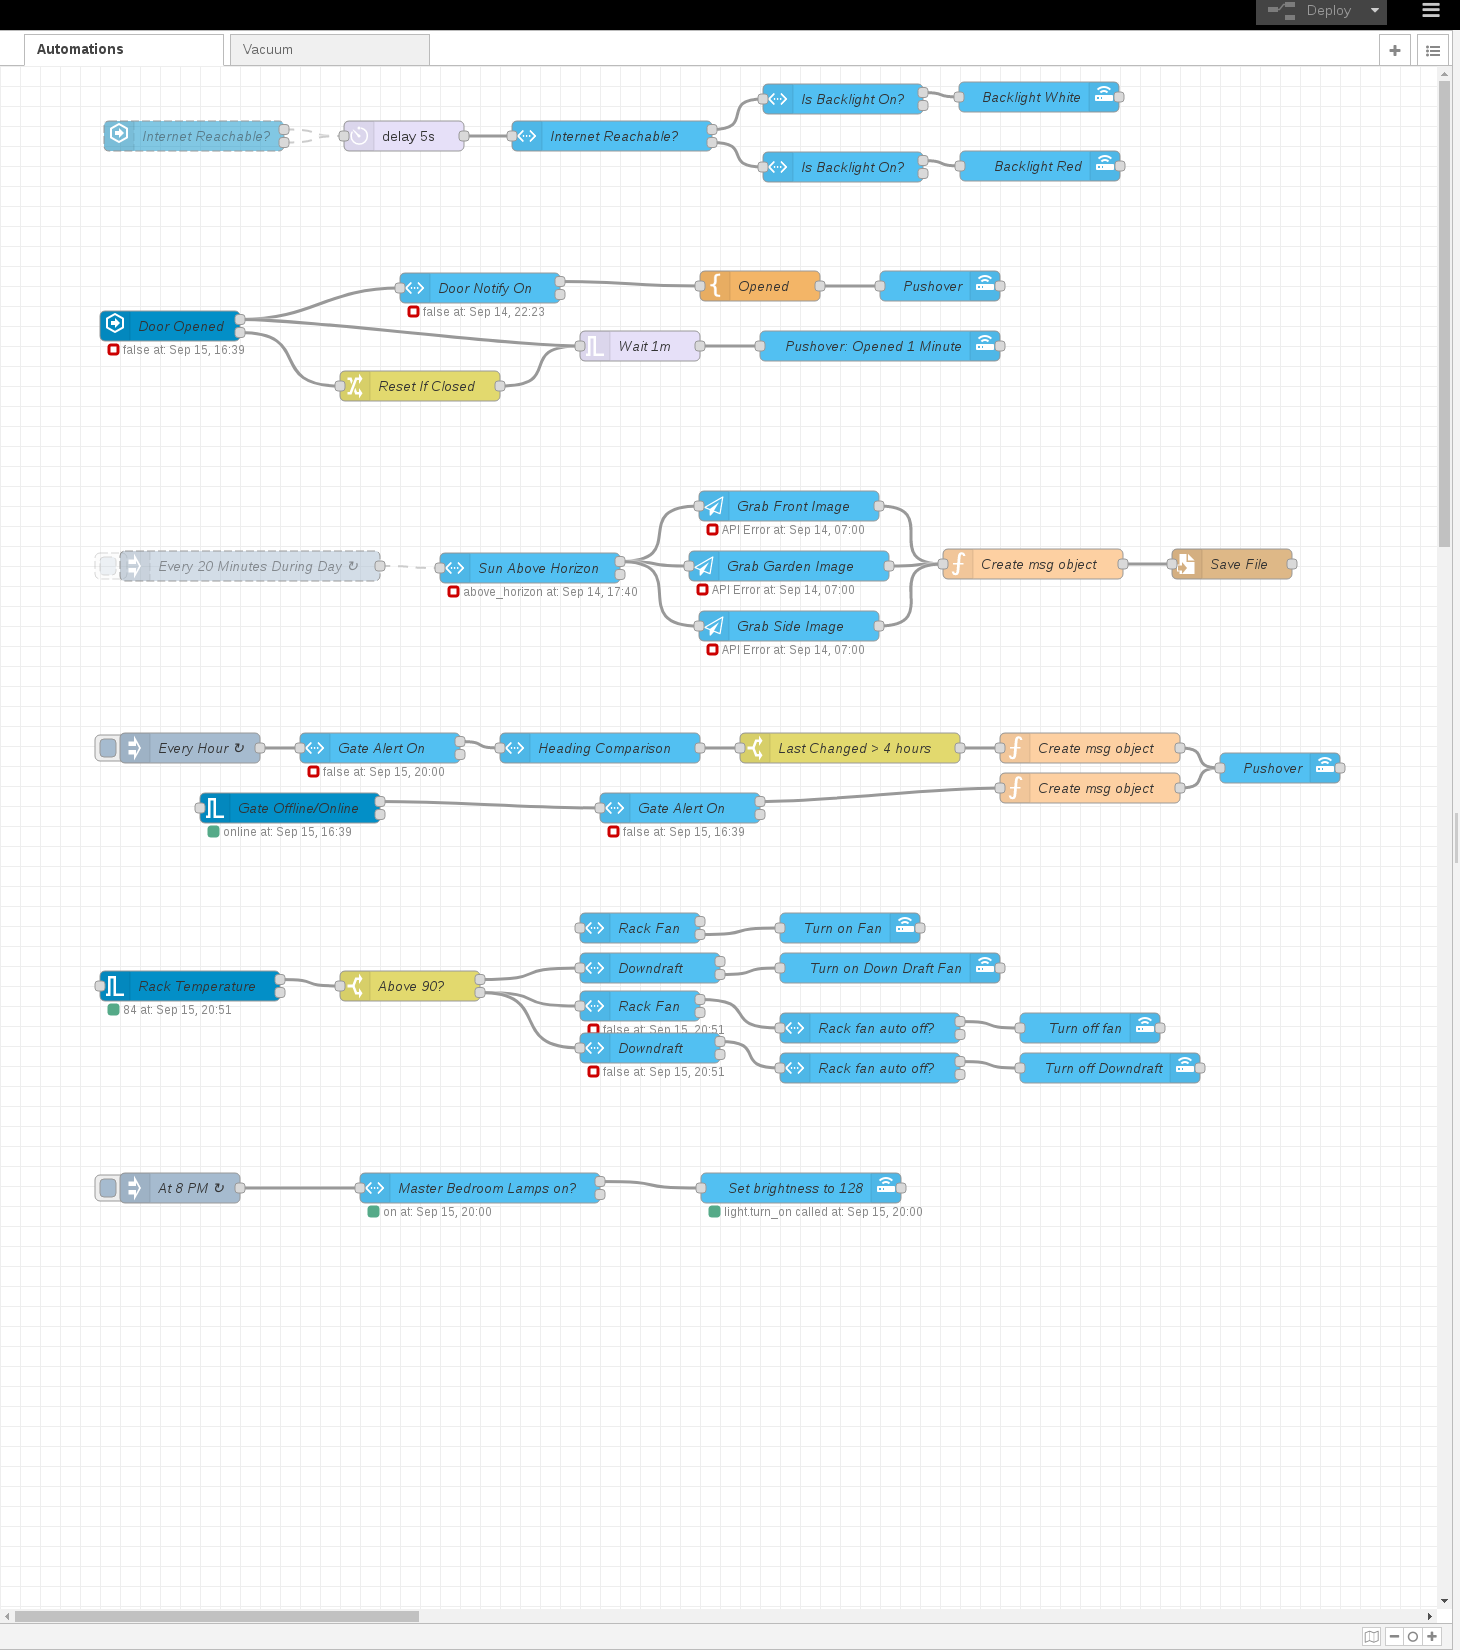 Deploy
Automations
Vacuum
Is Backlight On?
Backlight White
Internet Reachable?
delay 5s
Internet Reachable?
Is Backlight On?
Backlight Red
Door Notify On
false at: Sep 14, 22:23
Opened
Pushover
Door Opened
false at: Sep 15, 16:39
Wait 1m
Pushover: Opened 1 Minute
Reset If Closed
Grab Front Image
API Error at: Sep 14, 07:00
Every 20 Minutes During Day ↻
Sun Above Horizon
above_horizon at: Sep 14, 17:40
Grab Garden Image
API Error at: Sep 14, 07:00
Create msg object
Save File
Grab Side Image
API Error at: Sep 14, 07:00
Every Hour ↻
Gate Alert On
false at: Sep 15, 20:00
Heading Comparison
Last Changed > 4 hours
Create msg object
Pushover
Create msg object
Gate Offline/Online
online at: Sep 15, 16:39
Gate Alert On
false at: Sep 15, 16:39
Rack Fan
Turn on Fan
Downdraft
Turn on Down Draft Fan
Rack Temperature
84 at: Sep 15, 20:51
Above 90?
Rack Fan
false at: Sep 15, 20:51
Rack fan auto off?
Turn off fan
Downdraft
false at: Sep 15, 20:51
Rack fan auto off?
Turn off Downdraft
At 8 PM ↻
Master Bedroom Lamps on?
on at: Sep 15, 20:00
Set brightness to 128
light.turn_on called at: Sep 15, 20:00